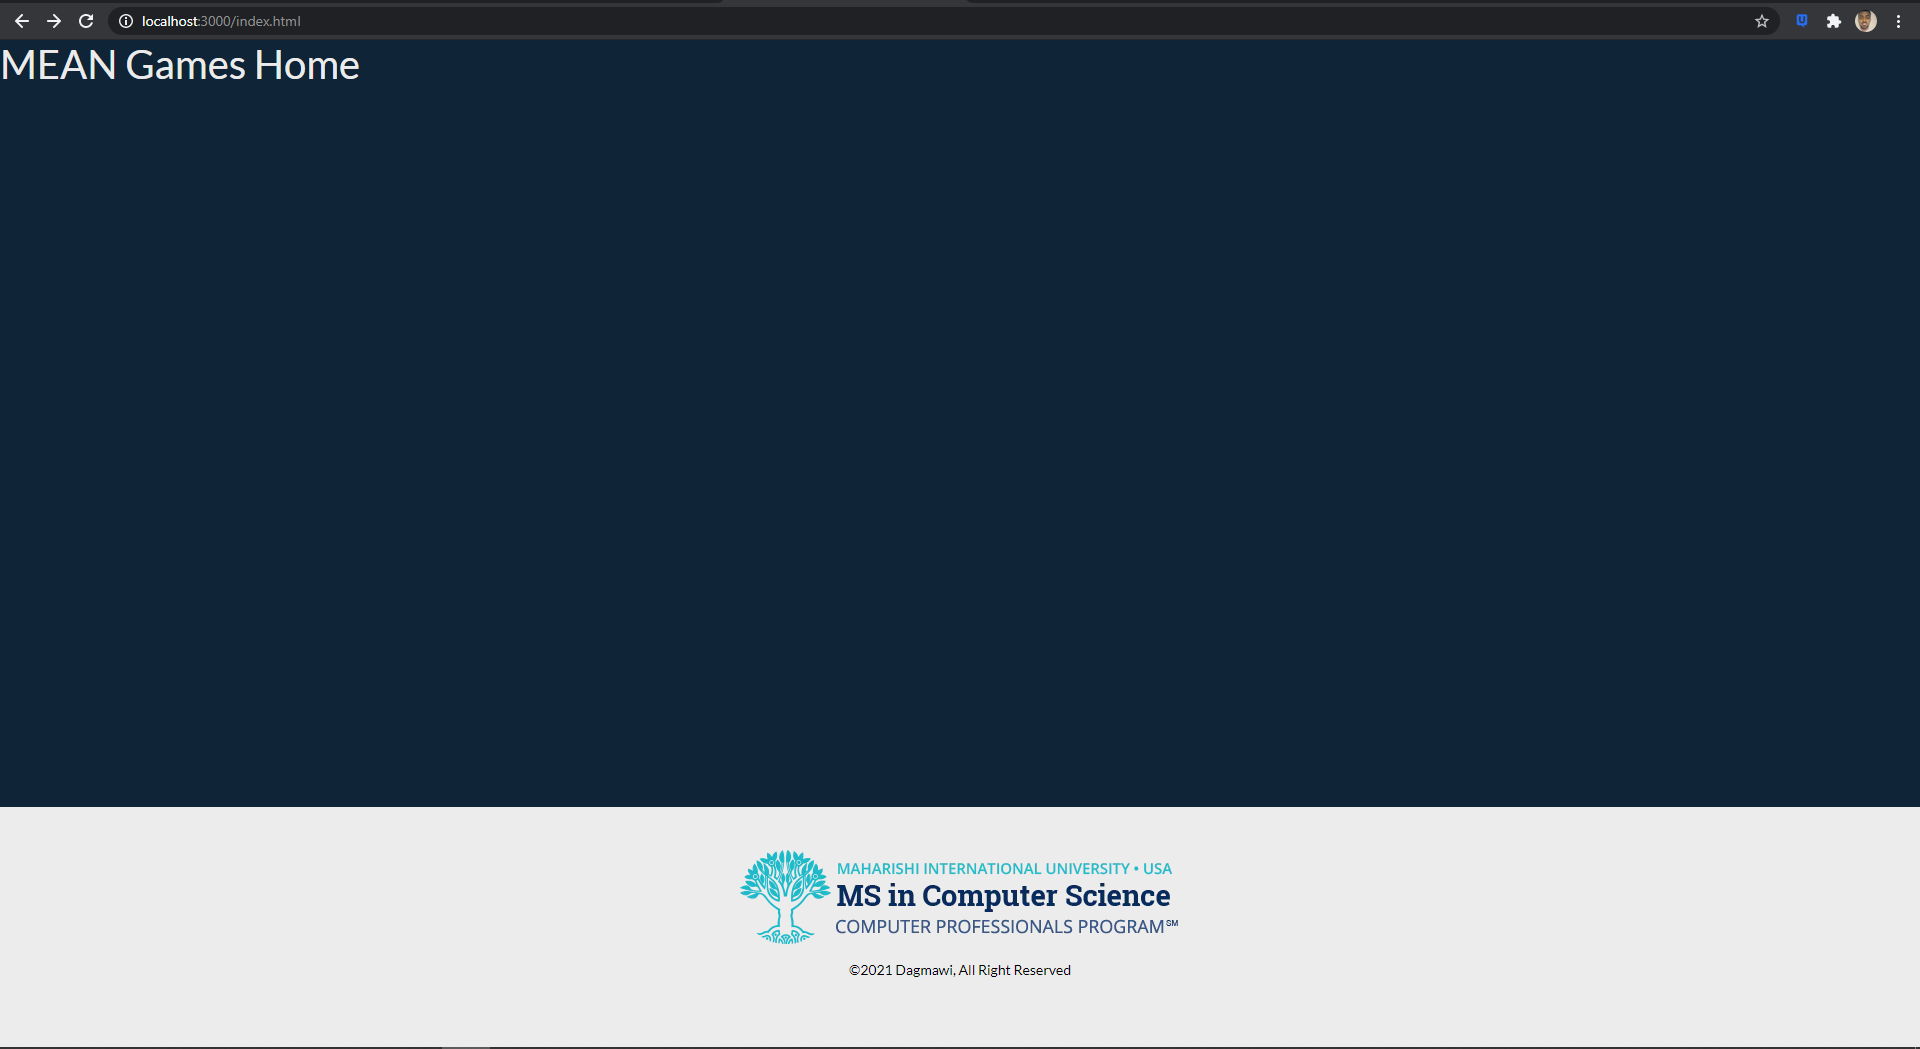 localhost:3000/index.html
MEAN Games Home
MAHARISHI INTERNATIONAL UNIVERSITY • USA
MS in Computer Science
COMPUTER PROFESSIONALS PROGRAM℠
©2021 Dagmawi, All Right Reserved